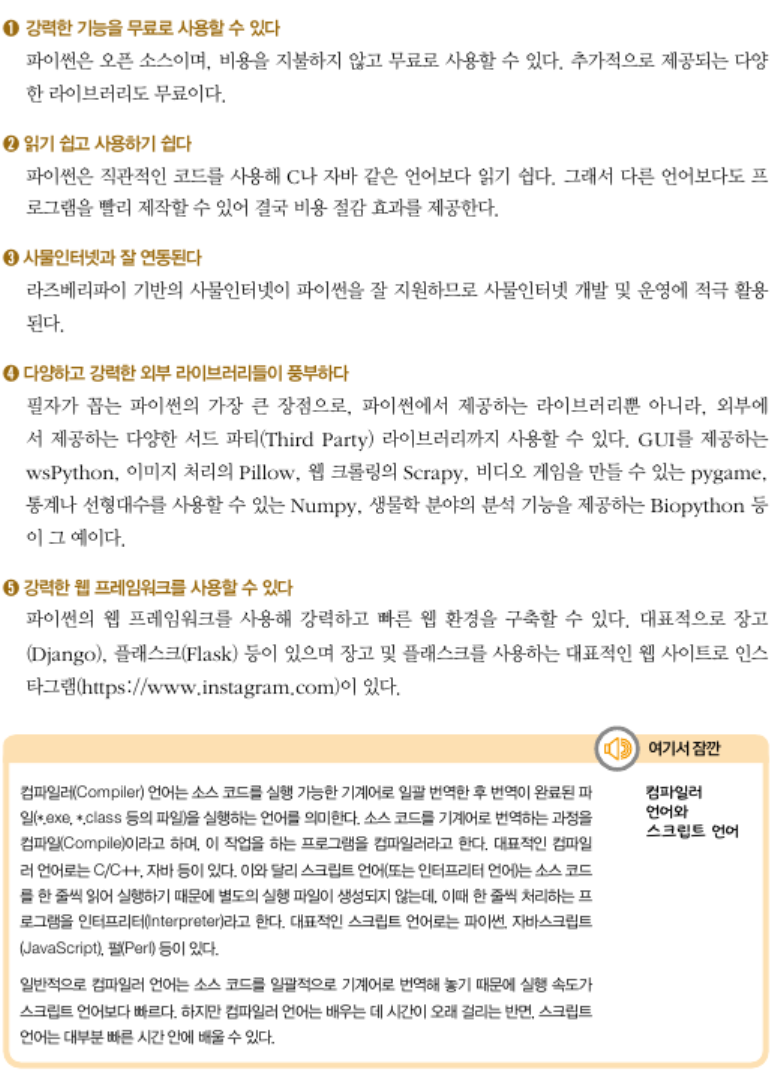 ❶ 강력한 기능을 무료로 사용할 수 있다
파이썬은 오픈 소스이며, 비용을 지불하지 않고 무료로 사용할 수 있다. 추가적으로 제공되는 다양
한 라이브러리도 무료이다.
❷ 읽기 쉽고 사용하기 쉽다
파이썬은 직관적인 코드를 사용해 C나 자바 같은 언어보다 읽기 쉽다. 그래서 다른 언어보다도 프
로그램을 빨리 제작할 수 있어 결국 비용 절감 효과를 제공한다.
❸ 사물인터넷과 잘 연동된다
라즈베리파이 기반의 사물인터넷이 파이썬을 잘 지원하므로 사물인터넷 개발 및 운영에 적극 활용
된다.
❹ 다양하고 강력한 외부 라이브러리들이 풍부하다
필자가 꼽는 파이썬의 가장 큰 장점으로, 파이썬에서 제공하는 라이브러리뿐 아니라, 외부에
서 제공하는 다양한 서드 파티(Third Party) 라이브러리까지 사용할 수 있다. GUI를 제공하는
wsPython, 이미지 처리의 Pillow, 웹 크롤링의 Scrapy, 비디오 게임을 만들 수 있는 pygame,
통계나 선형대수를 사용할 수 있는 Numpy, 생물학 분야의 분석 기능을 제공하는 Biopython 등
이 그 예이다.
❺ 강력한 웹 프레임워크를 사용할 수 있다
파이썬의 웹 프레임워크를 사용해 강력하고 빠른 웹 환경을 구축할 수 있다. 대표적으로 장고
(Django), 플래스크(Flask) 등이 있으며 장고 및 플래스크를 사용하는 대표적인 웹 사이트로 인스
타그램(https://www.instagram.com)이 있다.
여기서 잠깐
컴파일러
언어와
스크립트 언어
컴파일러(Compiler) 언어는 소스 코드를 실행 가능한 기계어로 일괄 번역한 후 번역이 완료된 파
일(*.exe, *.class 등의 파일)을 실행하는 언어를 의미한다. 소스 코드를 기계어로 번역하는 과정을
컴파일(Compile)이라고 하며, 이 작업을 하는 프로그램을 컴파일러라고 한다. 대표적인 컴파일
러 언어로는 C/C++, 자바 등이 있다. 이와 달리 스크립트 언어(또는 인터프리터 언어)는 소스 코드
를 한 줄씩 읽어 실행하기 때문에 별도의 실행 파일이 생성되지 않는데, 이때 한 줄씩 처리하는 프
로그램을 인터프리터(Interpreter)라고 한다. 대표적인 스크립트 언어로는 파이썬, 자바스크립트
(JavaScript), 펄(Perl) 등이 있다.
일반적으로 컴파일러 언어는 소스 코드를 일괄적으로 기계어로 번역해 놓기 때문에 실행 속도가
스크립트 언어보다 빠르다. 하지만 컴파일러 언어는 배우는 데 시간이 오래 걸리는 반면, 스크립트
언어는 대부분 빠른 시간 안에 배울 수 있다.